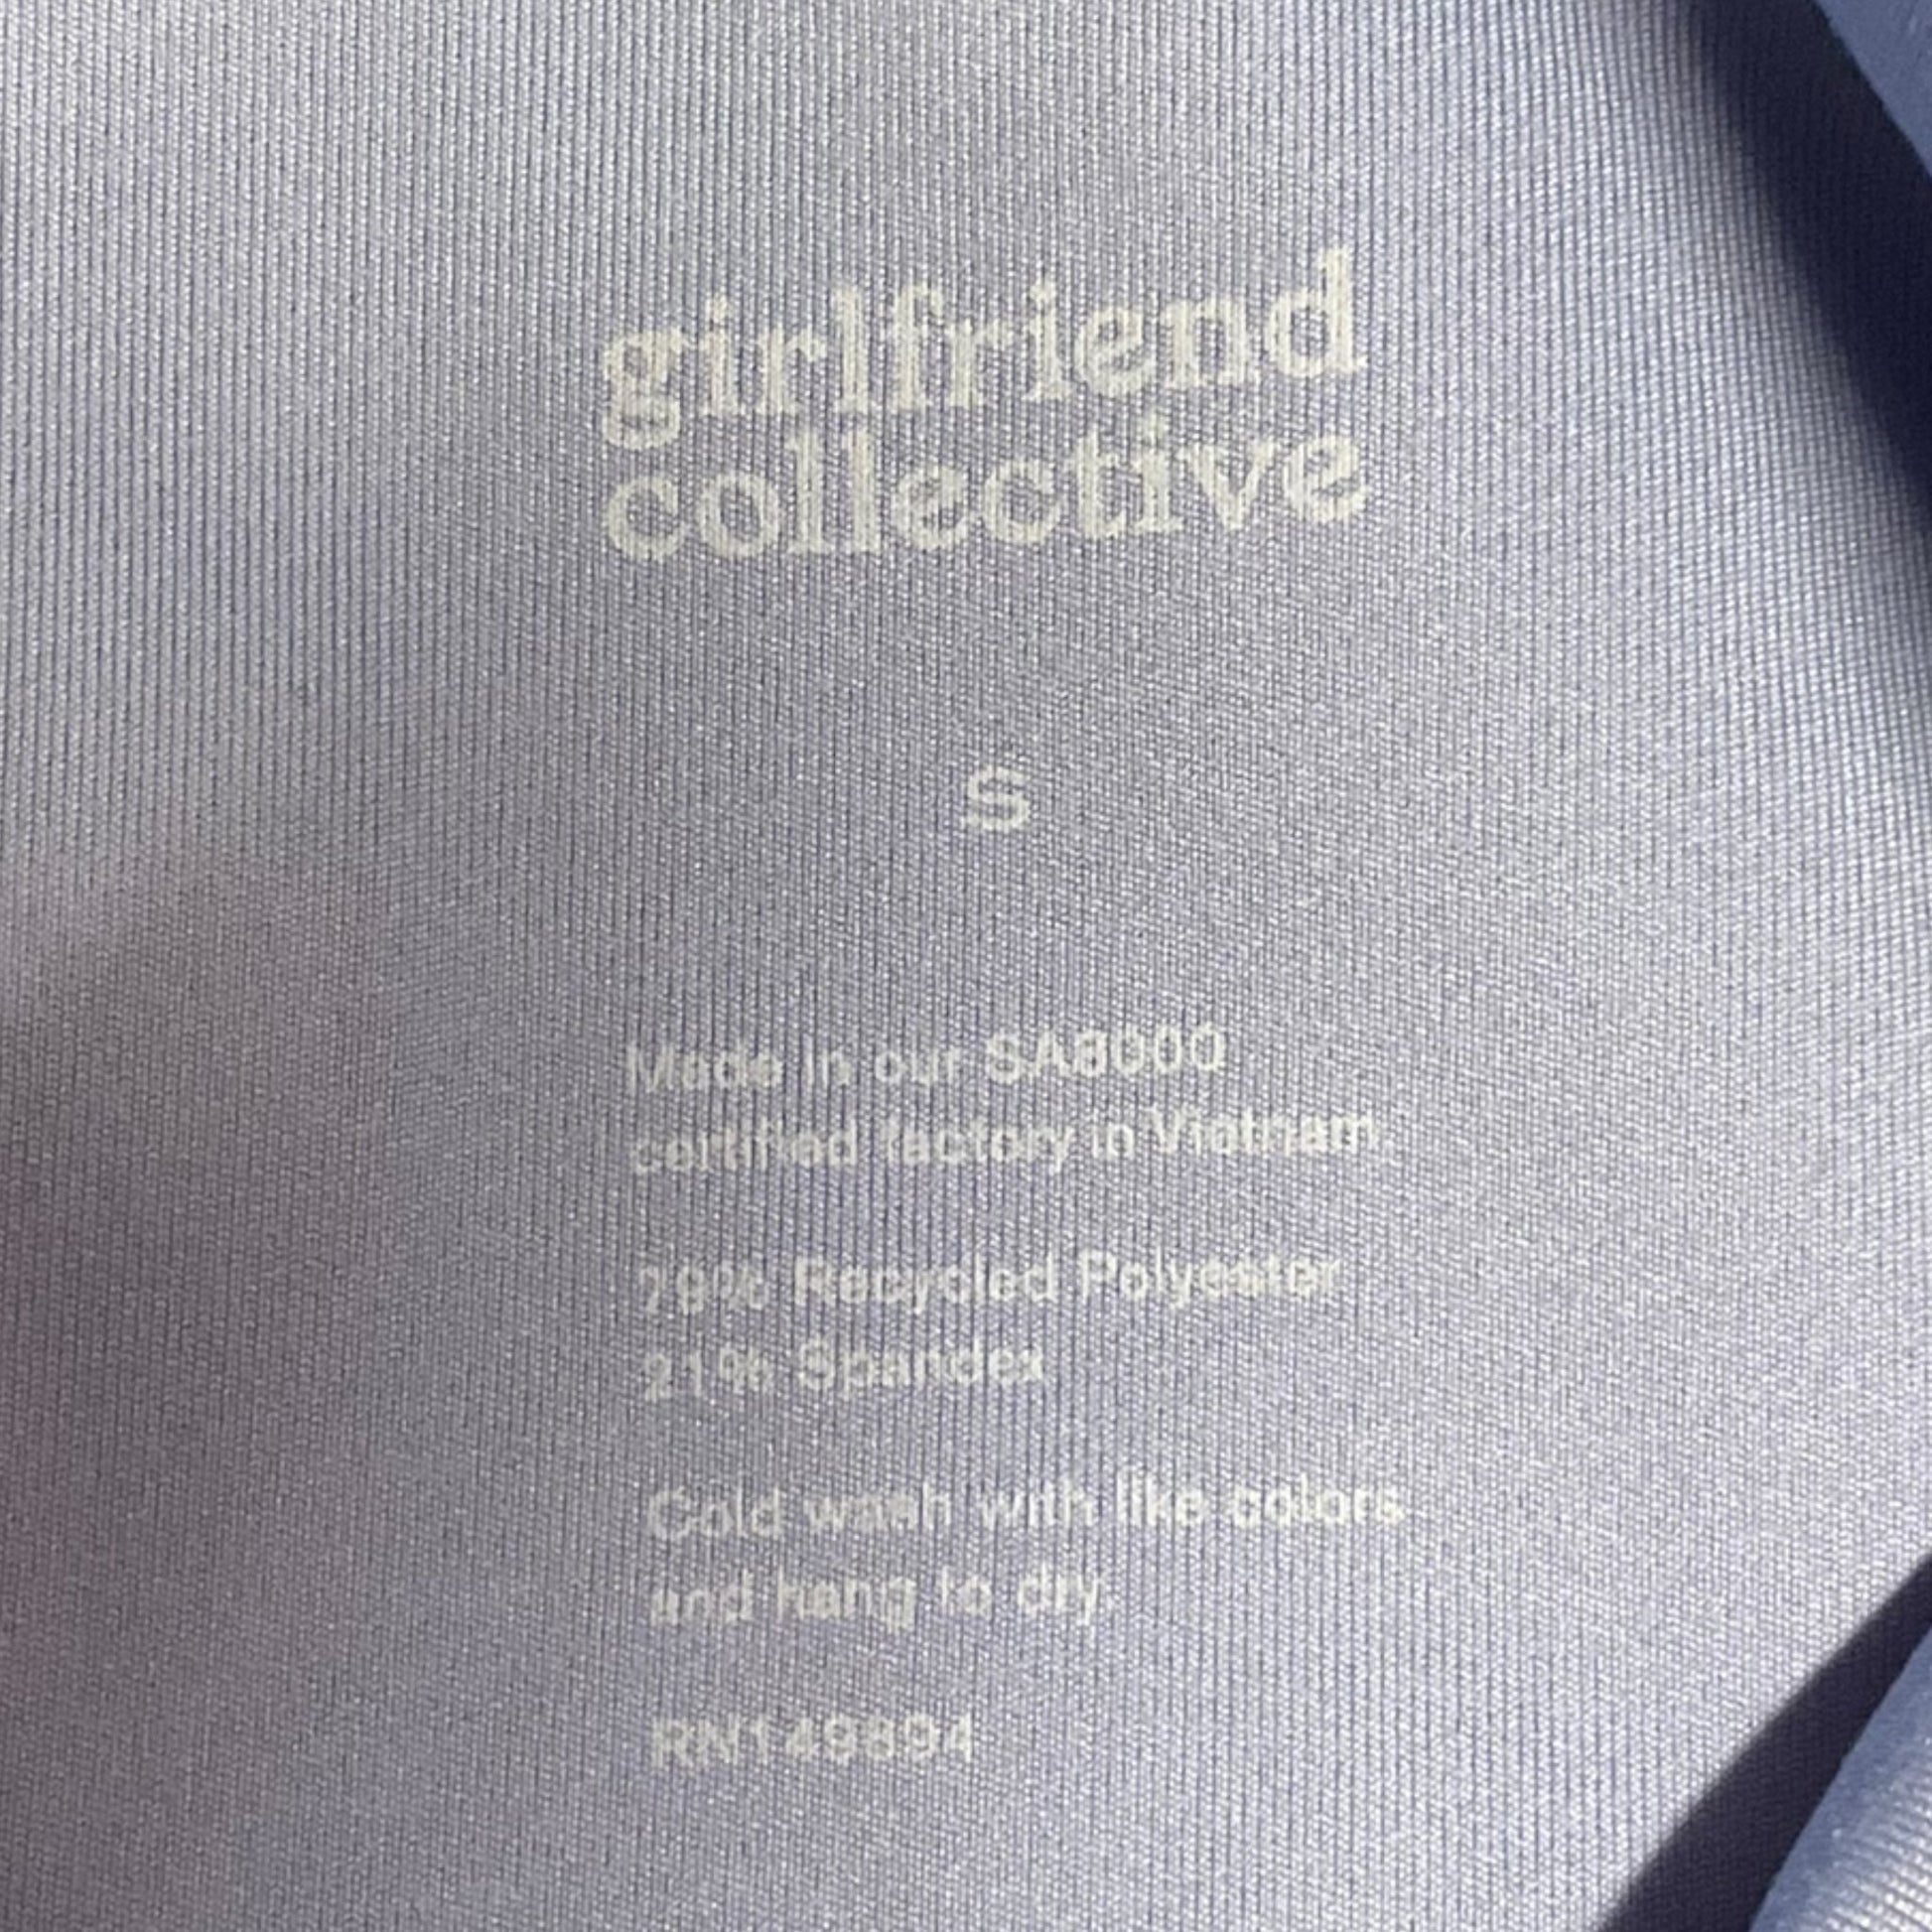 girlfriend
collective
S
Made in our SA8000
certified factory in Vietnam.
79% Recycled Polyester
21% Spandex
Cold wash with like colors
and hang to dry.
RN149894